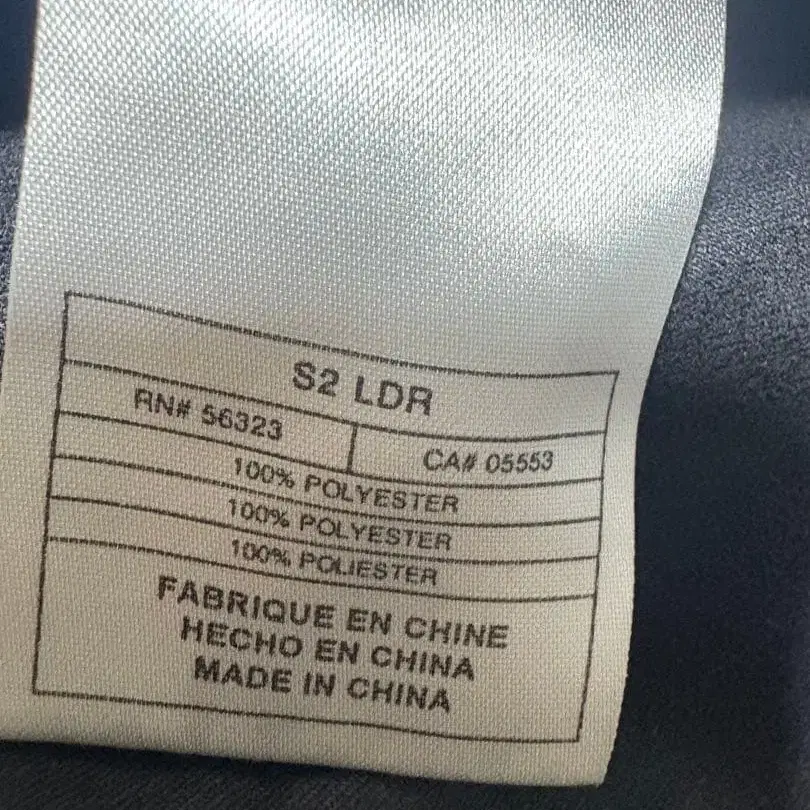 S2 LDR
RN# 56323
CA# 05553
100% POLYESTER
100% POLYESTER
100% POLIESTER
FABRIQUE EN CHINE
HECHO EN CHINA
MADE IN CHINA